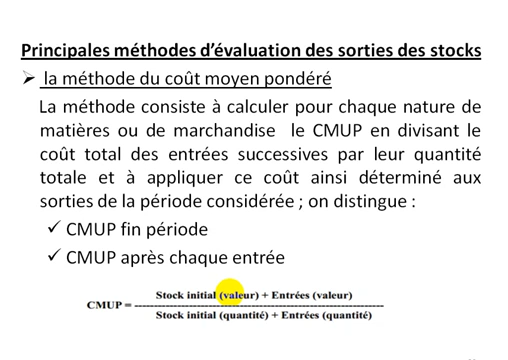 Principales méthodes d'évaluation des sorties des stocks
➢ la méthode du coût moyen pondéré
La méthode consiste à calculer pour chaque nature de
matières ou de marchandise le CMUP en divisant le
coût total des entrées successives par leur quantité
totale et à appliquer ce coût ainsi déterminé aux
sorties de la période considérée ; on distingue :
✓ CMUP fin période
✓ CMUP après chaque entrée
Stock initial (valeur) + Entrées (valeur)
CMUP = ------------------------------------------------
Stock initial (quantité) + Entrées (quantité)